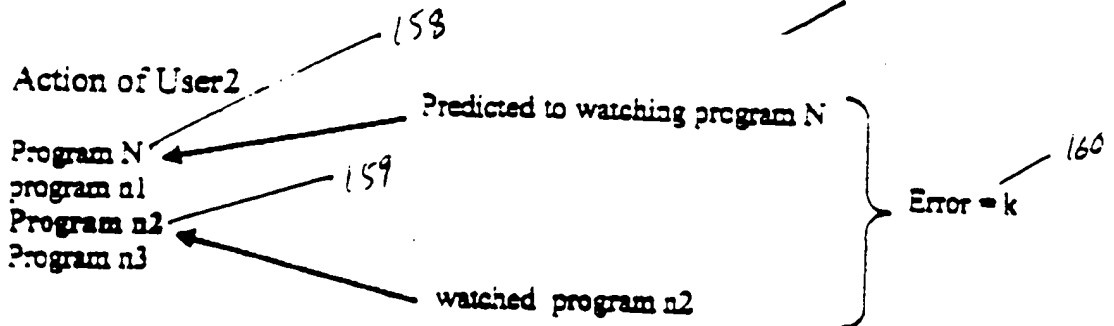 158
Action of User2
Predicted to watching program N
Program N
160
program n1
159
Error = k
Program n2
Program n3
watched program n2